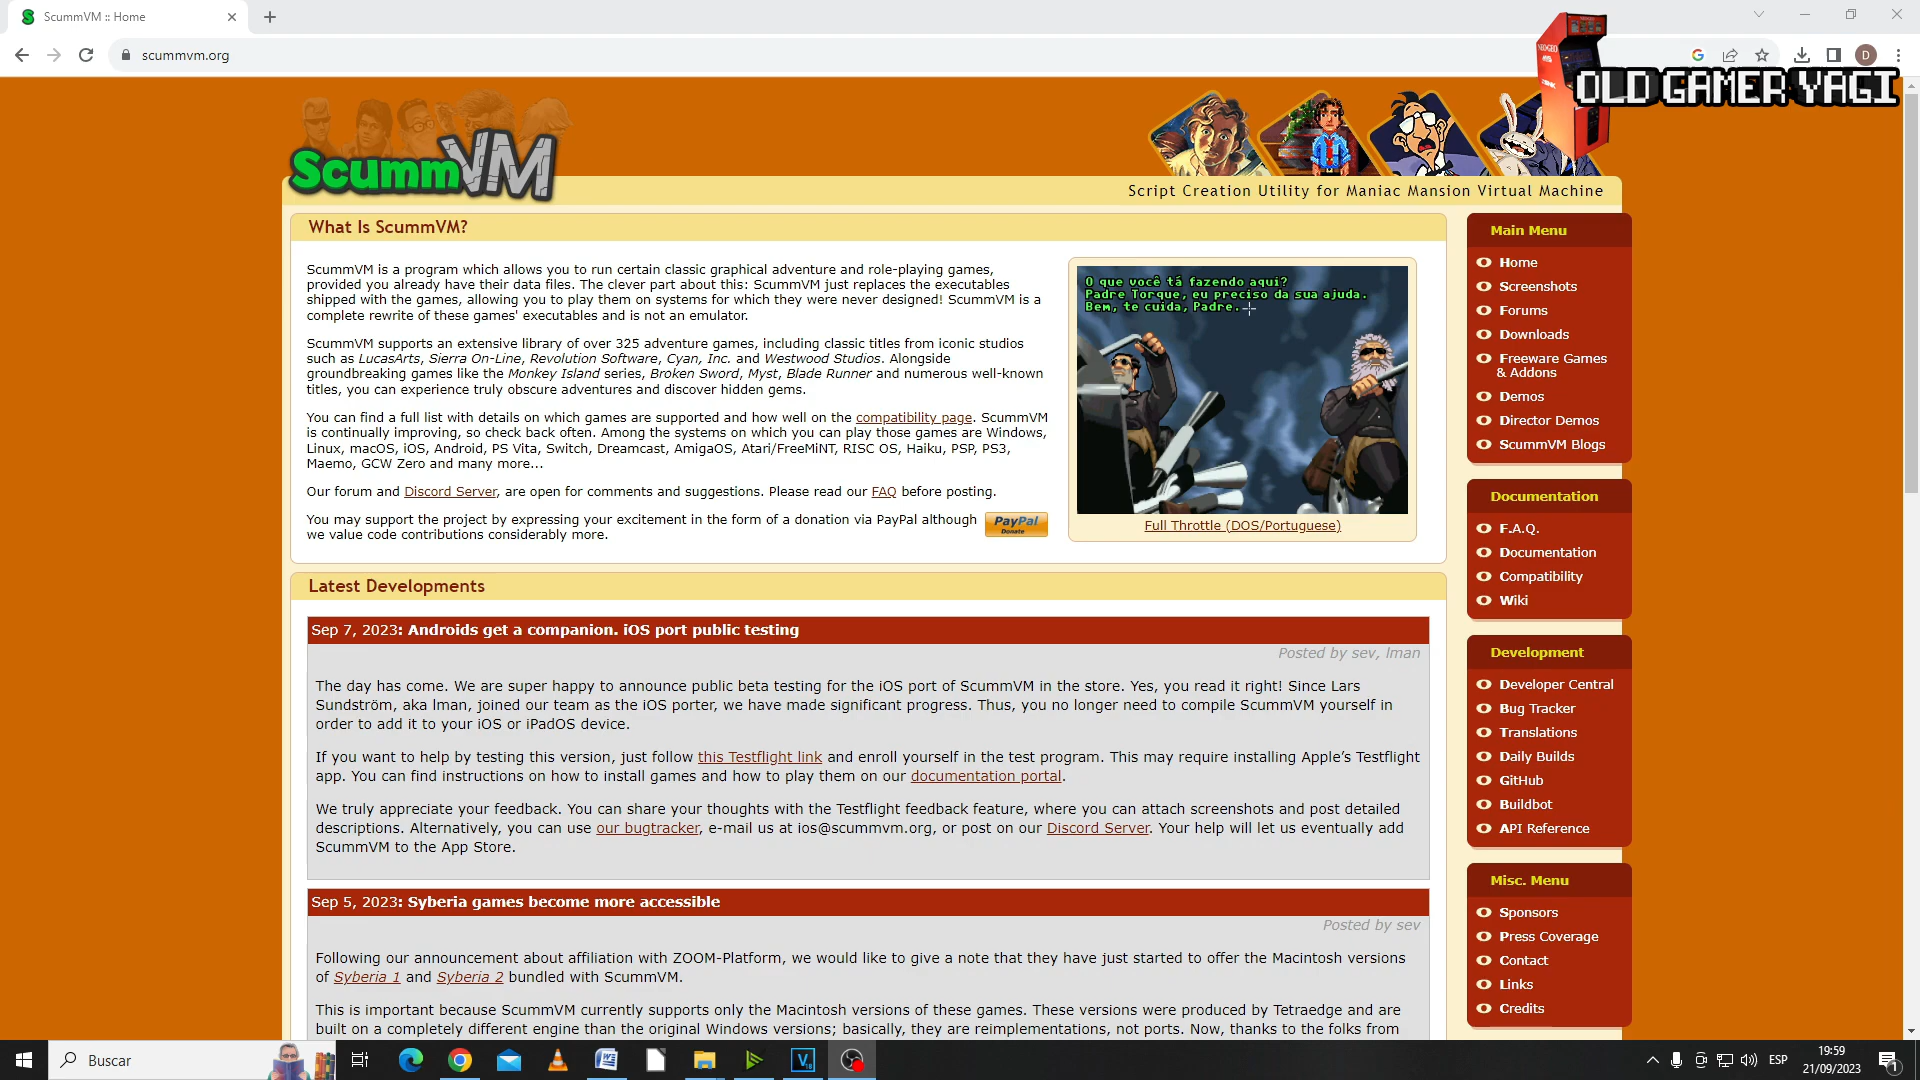 ScummVM :: Home
scummvm.org
D
OLD GAMER YAGI
ScummVM
Script Creation Utility for Maniac Mansion Virtual Machine
What Is ScummVM?
ScummVM is a program which allows you to run certain classic graphical adventure and role-playing games,
provided you already have their data files. The clever part about this: ScummVM just replaces the executables
shipped with the games, allowing you to play them on systems for which they were never designed! ScummVM is a
complete rewrite of these games' executables and is not an emulator.
ScummVM supports an extensive library of over 325 adventure games, including classic titles from iconic studios
such as LucasArts, Sierra On-Line, Revolution Software, Cyan, Inc. and Westwood Studios. Alongside
groundbreaking games like the Monkey Island series, Broken Sword, Myst, Blade Runner and numerous well-known
titles, you can experience truly obscure adventures and discover hidden gems.
You can find a full list with details on which games are supported and how well on the compatibility page. ScummVM
is continually improving, so check back often. Among the systems on which you can play those games are Windows,
Linux, macOS, iOS, Android, PS Vita, Switch, Dreamcast, AmigaOS, Atari/FreeMiNT, RISC OS, Haiku, PSP, PS3,
Maemo, GCW Zero and many more...
Our forum and Discord Server, are open for comments and suggestions. Please read our FAQ before posting.
You may support the project by expressing your excitement in the form of a donation via PayPal although
we value code contributions considerably more.
PayPal
Donate
O que você tá fazendo aqui?
Padre Torque, eu preciso da sua ajuda.
Bem, te cuida, Padre.
Full Throttle (DOS/Portuguese)
Latest Developments
Sep 7, 2023: Androids get a companion. iOS port public testing
Posted by sev, lman
The day has come. We are super happy to announce public beta testing for the iOS port of ScummVM in the store. Yes, you read it right! Since Lars
Sundström, aka lman, joined our team as the iOS porter, we have made significant progress. Thus, you no longer need to compile ScummVM yourself in
order to add it to your iOS or iPadOS device.
If you want to help by testing this version, just follow this Testflight link and enroll yourself in the test program. This may require installing Apple's Testflight
app. You can find instructions on how to install games and how to play them on our documentation portal.
We truly appreciate your feedback. You can share your thoughts with the Testflight feedback feature, where you can attach screenshots and post detailed
descriptions. Alternatively, you can use our bugtracker, e-mail us at ios@scummvm.org, or post on our Discord Server. Your help will let us eventually add
ScummVM to the App Store.
Sep 5, 2023: Syberia games become more accessible
Posted by sev
Following our announcement about affiliation with ZOOM-Platform, we would like to give a note that they have just started to offer the Macintosh versions
of Syberia 1 and Syberia 2 bundled with ScummVM.
This is important because ScummVM currently supports only the Macintosh versions of these games. These versions were produced by Tetraedge and are
built on a completely different engine than the original Windows versions; basically, they are reimplementations, not ports. Now, thanks to the folks from
Main Menu
Home
Screenshots
Forums
Downloads
Freeware Games
& Addons
Demos
Director Demos
ScummVM Blogs
Documentation
F.A.Q.
Documentation
Compatibility
Wiki
Development
Developer Central
Bug Tracker
Translations
Daily Builds
GitHub
Buildbot
API Reference
Misc. Menu
Sponsors
Press Coverage
Contact
Links
Credits
Buscar
ESP
19:59
21/09/2023
1